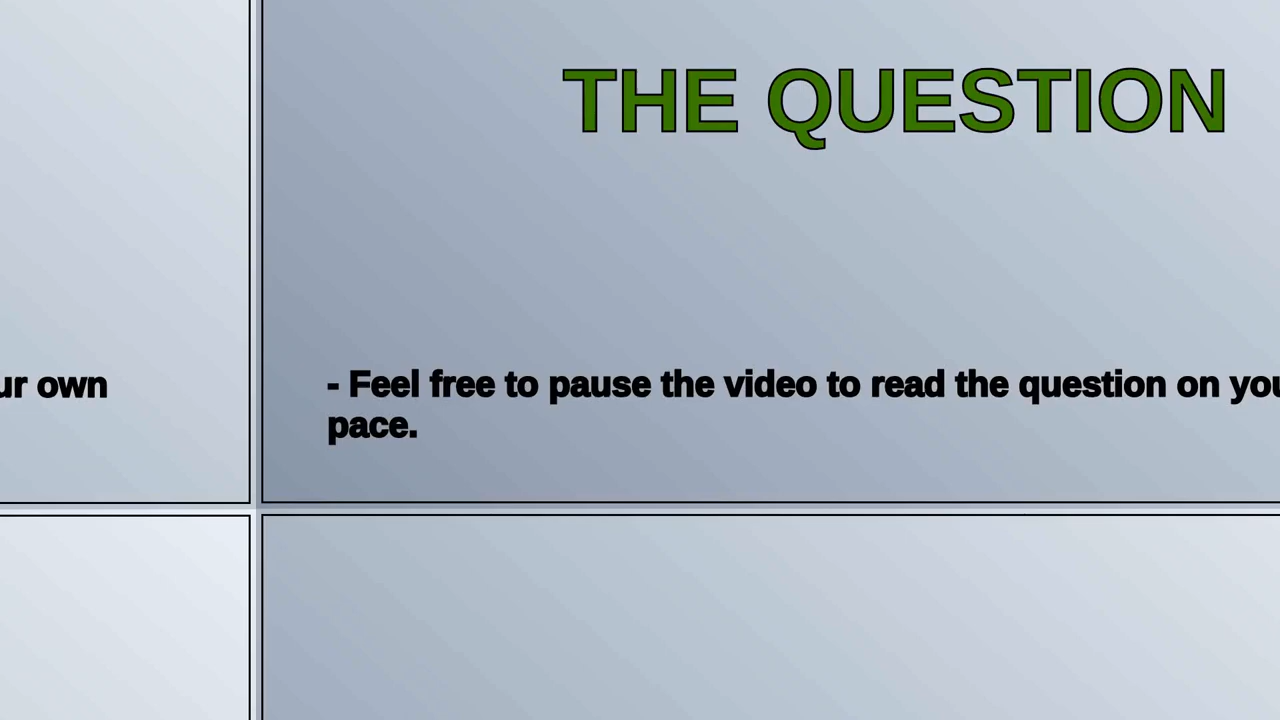 THE QUESTION
ur own
- Feel free to pause the video to read the question on you
pace.